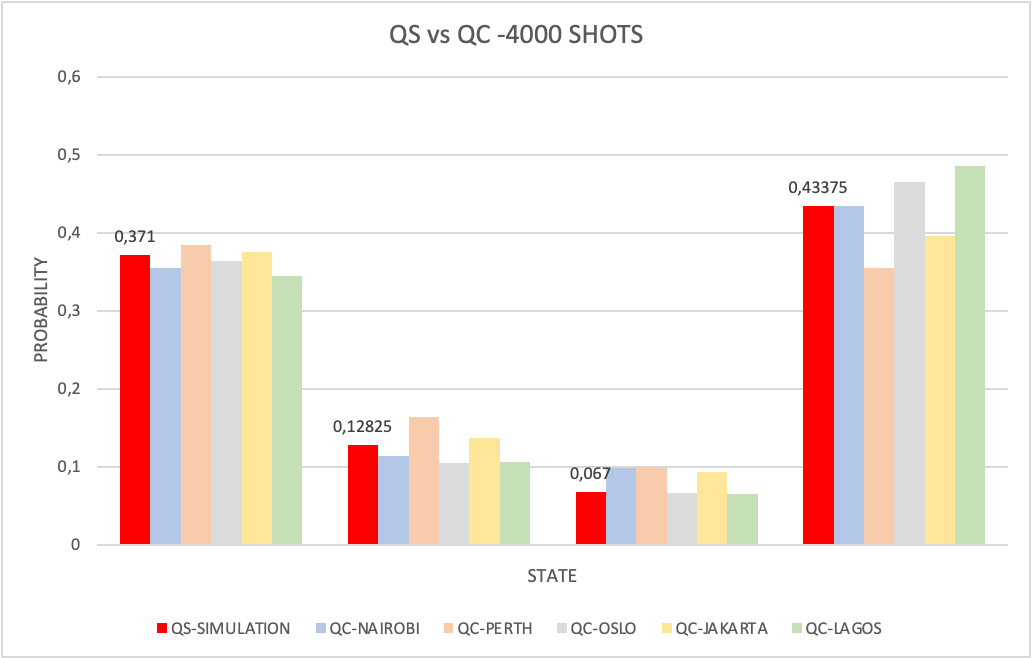 QS vs QC -4000 SHOTS
0,6
0,5
0,4
0,3
0,2
0,1
0
PROBABILITY
0,371
0,12825
0,067
0,43375
STATE
QS-SIMULATION QC-NAIROBI QC-PERTH QC-OSLO QC-JAKARTA QC-LAGOS